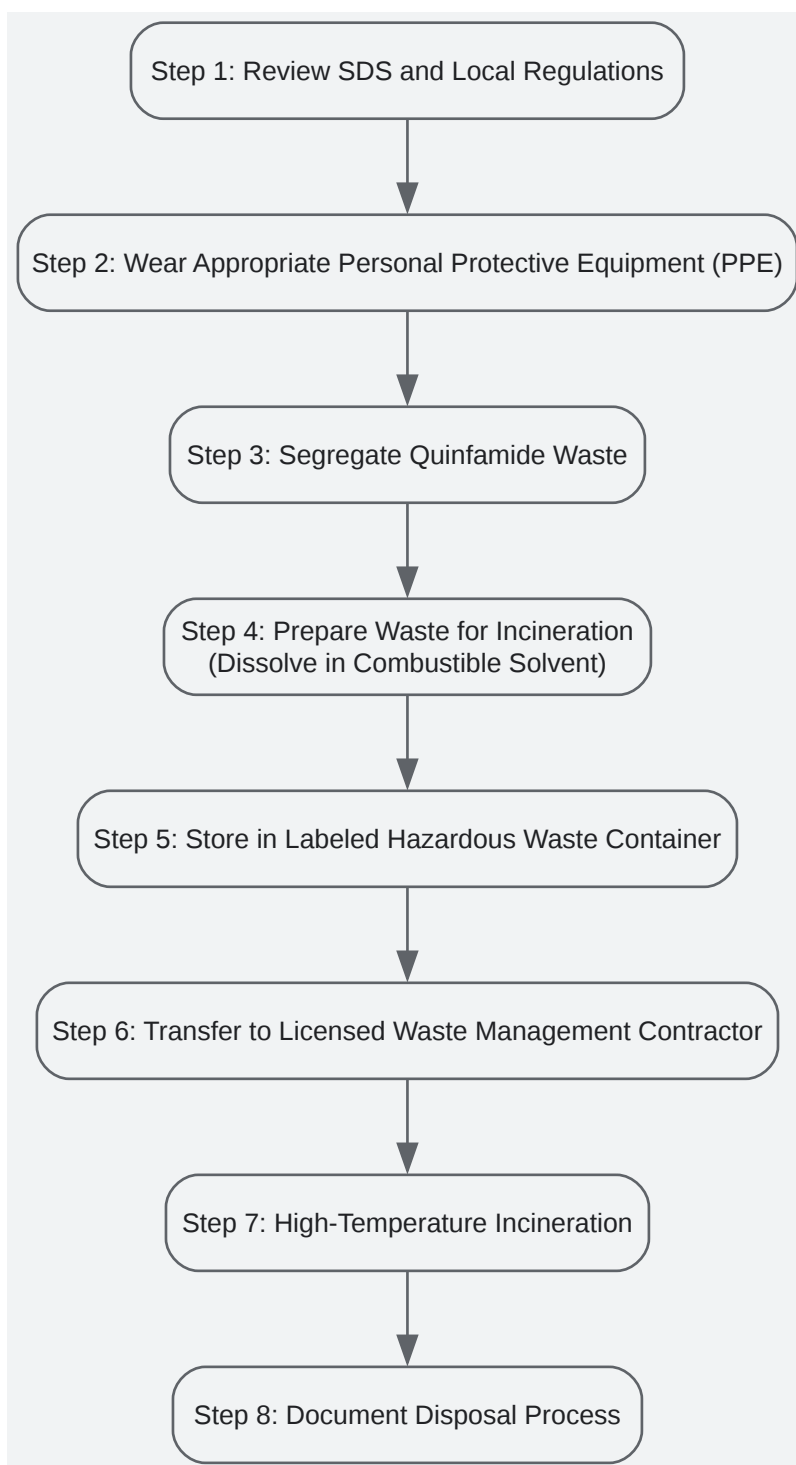 Step 1: Review SDS and Local Regulations
Step 2: Wear Appropriate Personal Protective Equipment (PPE)
Step 3: Segregate Quinfamide Waste
Step 4: Prepare Waste for Incineration
(Dissolve in Combustible Solvent)
Step 5: Store in Labeled Hazardous Waste Container
Step 6: Transfer to Licensed Waste Management Contractor
Step 7: High-Temperature Incineration
Step 8: Document Disposal Process